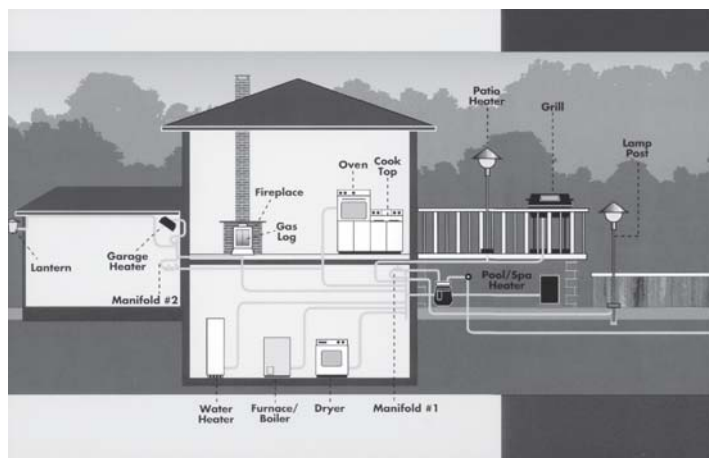 Patio
Heater
Grill
Lamp
Post
Oven
Cook
Top
Fireplace
Gas
Log
Garage
Heater
Lantern
Manifold #2
Pool/Spa
Heater
Water
Heater
Furnace/
Boiler
Dryer
Manifold #1